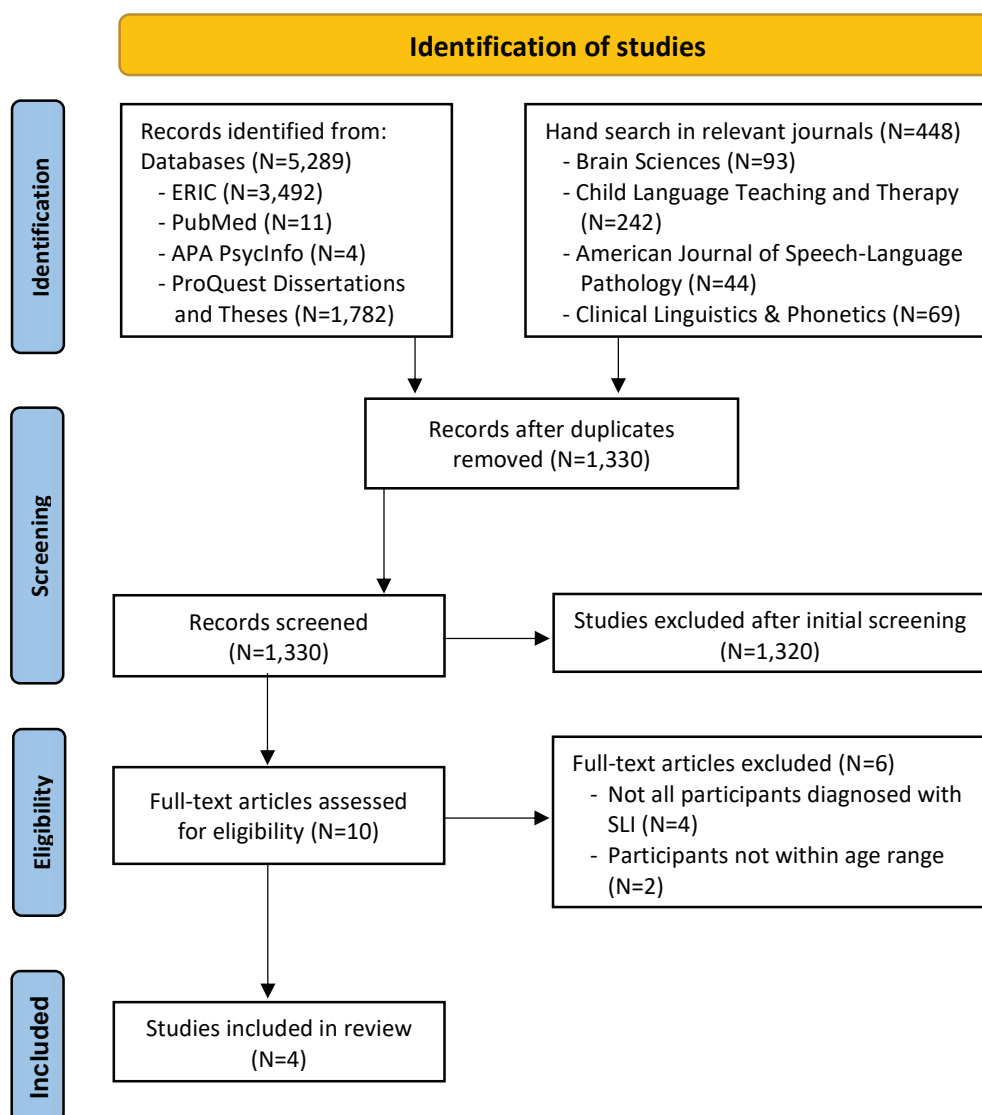 Identification of studies
Identification
Records identified from:
Databases (N=5,289)
- ERIC (N=3,492)
- PubMed (N=11)
- APA PsycInfo (N=4)
- ProQuest Dissertations
and Theses (N=1,782)
Hand search in relevant journals (N=448)
- Brain Sciences (N=93)
- Child Language Teaching and Therapy
(N=242)
- American Journal of Speech-Language
Pathology (N=44)
- Clinical Linguistics & Phonetics (N=69)
Screening
Records after duplicates
removed (N=1,330)
Records screened
(N=1,330)
Studies excluded after initial screening
(N=1,320)
Eligibility
Full-text articles assessed
for eligibility (N=10)
Full-text articles excluded (N=6)
- Not all participants diagnosed with
SLI (N=4)
- Participants not within age range
(N=2)
Included
Studies included in review
(N=4)